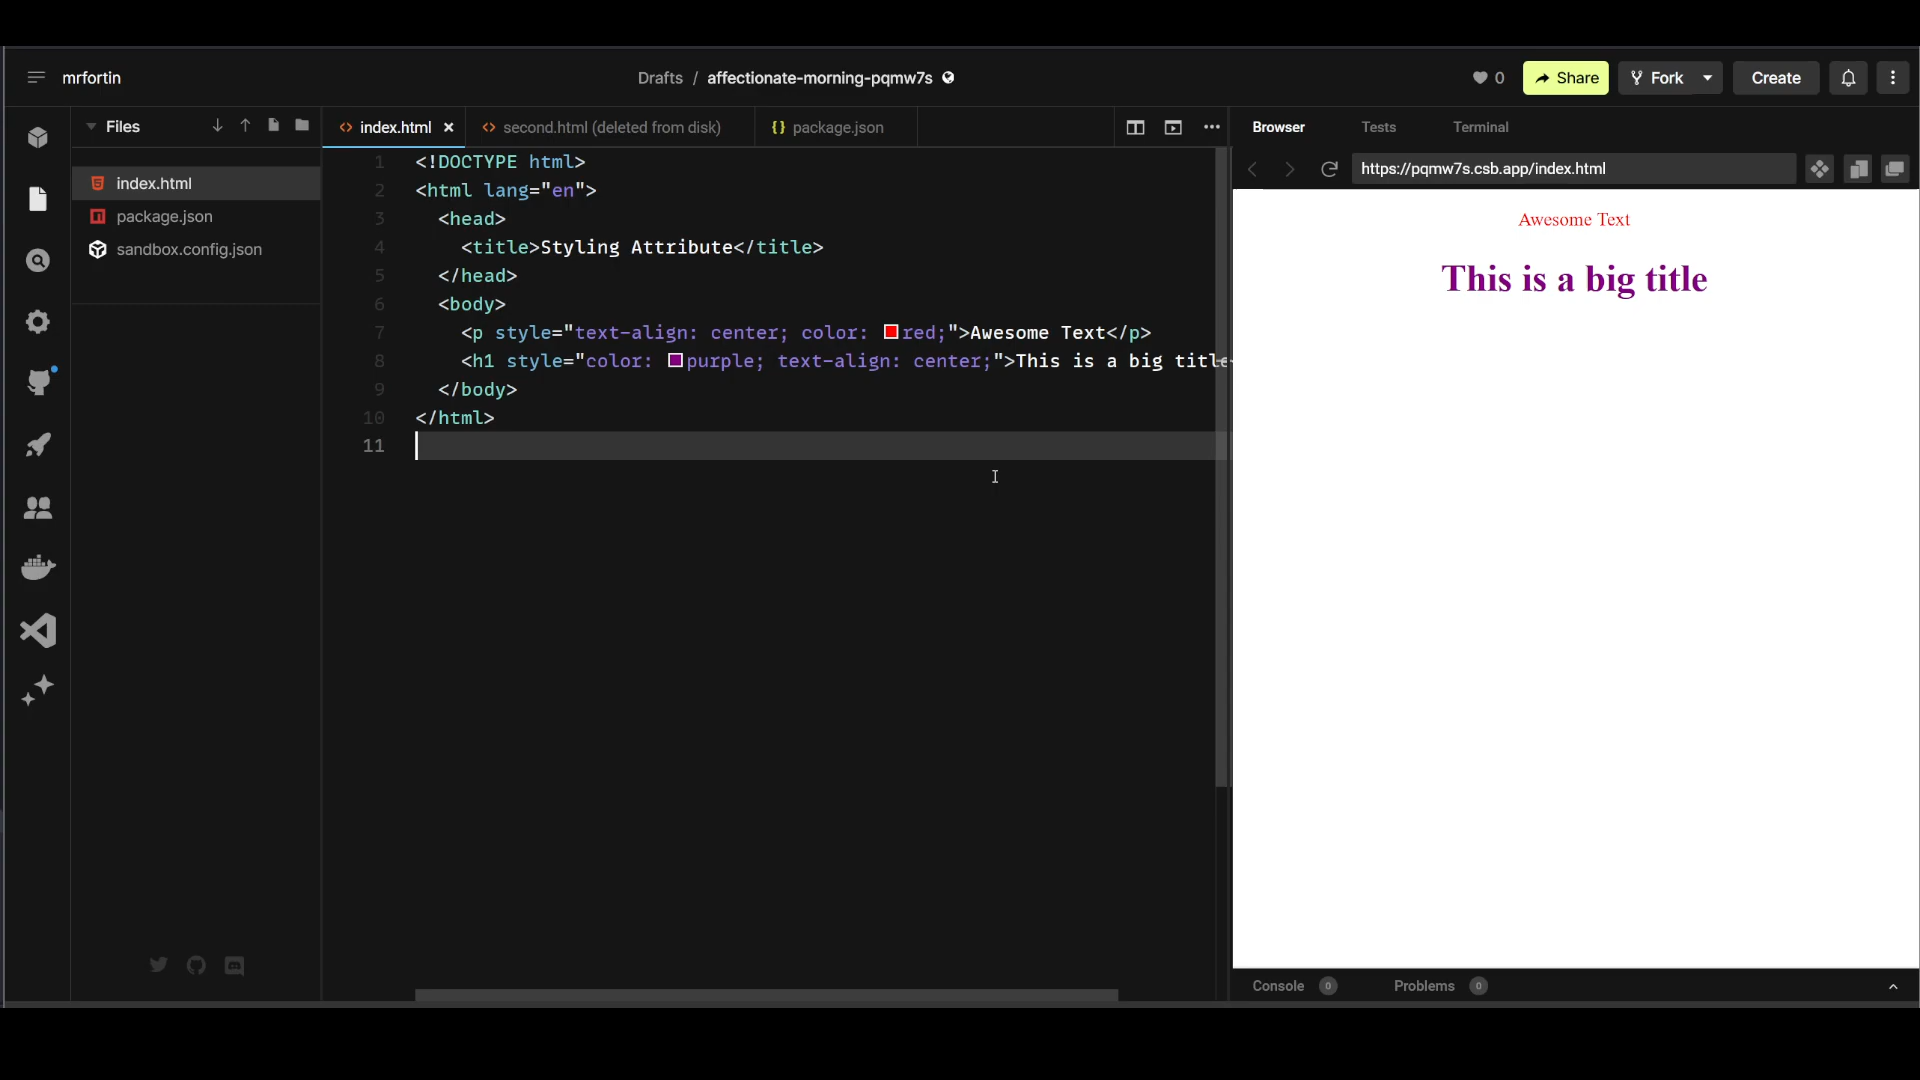 mrfortin
Drafts / affectionate-morning-pqmw7s
0
Share
Fork
Create
Files
index.html
package.json
sandbox.config.json
index.html
second.html (deleted from disk)
{} package.json
1 <!DOCTYPE html>
2 <html lang="en">
3 <head>
4 <title>Styling Attribute</title>
5 </head>
6 <body>
7 <p style="text-align: center; color: red;">Awesome Text</p>
8 <h1 style="color: purple; text-align: center;">This is a big title
9 </body>
10 </html>
11
Browser
Tests
Terminal
https://pqmw7s.csb.app/index.html
Awesome Text
This is a big title
Console 0
Problems 0